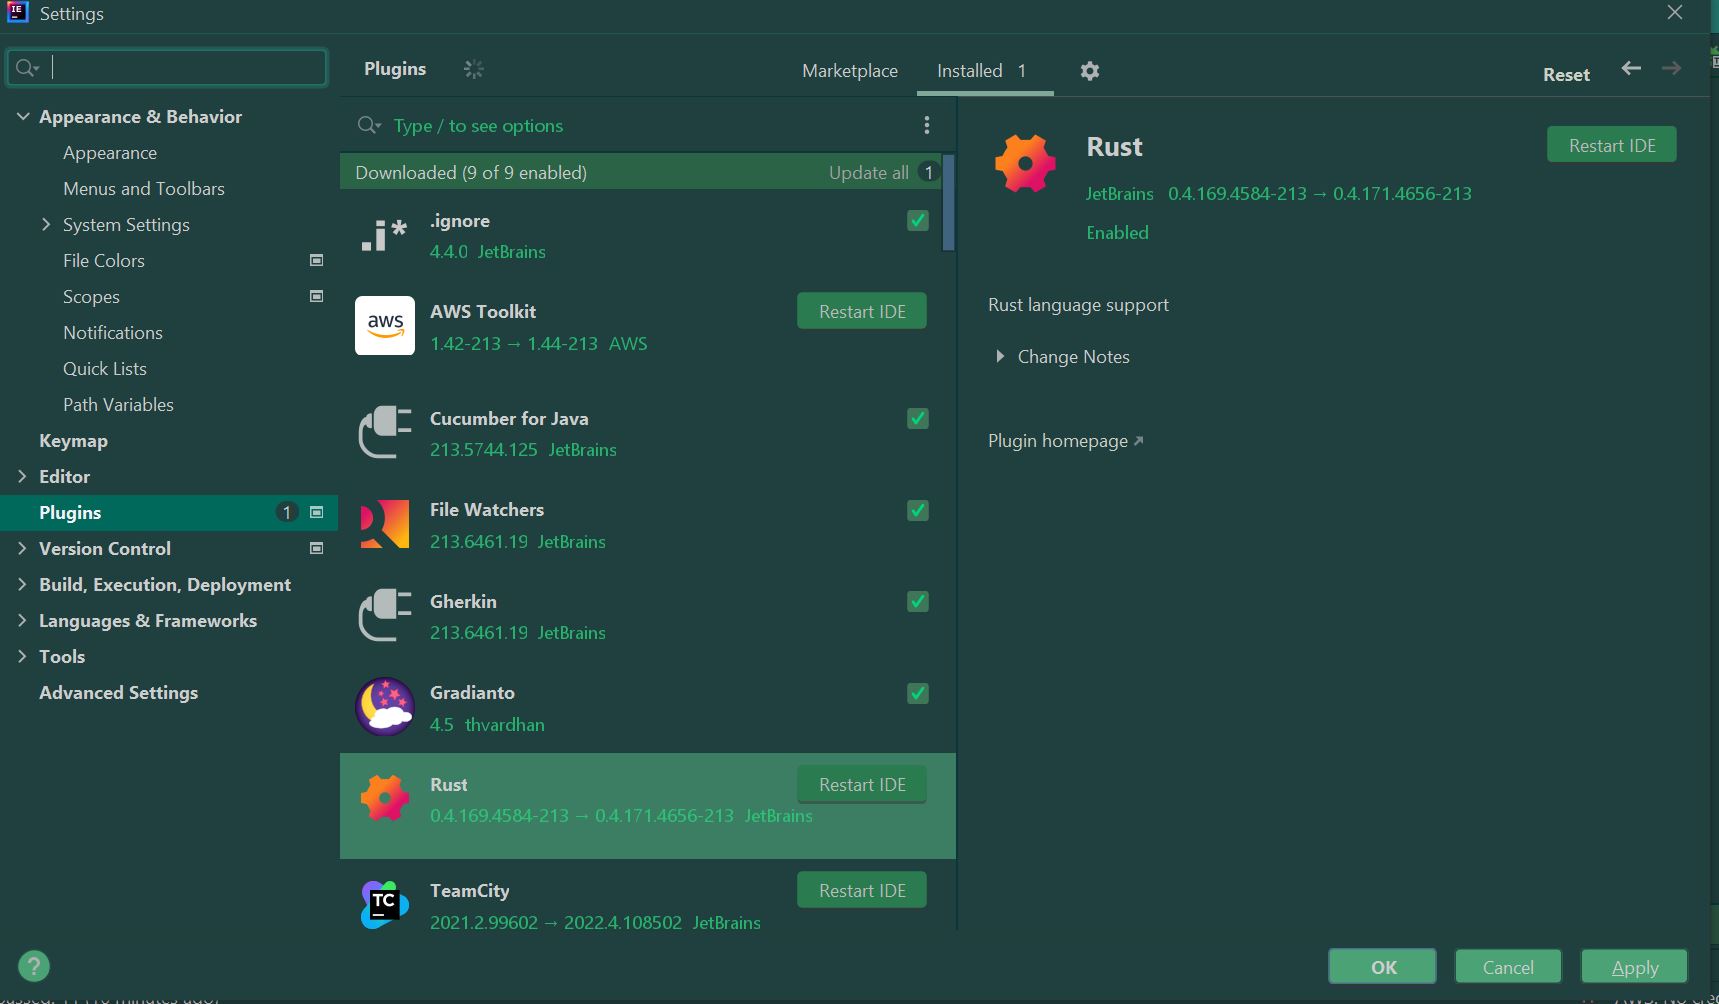 IE Settings
Plugins
Marketplace
Installed 1
Reset
Appearance & Behavior
Appearance
Menus and Toolbars
System Settings
File Colors
Scopes
Notifications
Quick Lists
Path Variables
Keymap
Editor
Plugins 1
Version Control
Build, Execution, Deployment
Languages & Frameworks
Tools
Advanced Settings
?
Type / to see options
Downloaded (9 of 9 enabled) Update all 1
.i* .ignore
4.4.0 JetBrains
aws AWS Toolkit Restart IDE
1.42-213 → 1.44-213 AWS
Cucumber for Java
213.5744.125 JetBrains
File Watchers
213.6461.19 JetBrains
Gherkin
213.6461.19 JetBrains
Gradianto
4.5 thvardhan
Rust Restart IDE
0.4.169.4584-213 → 0.4.171.4656-213 JetBrains
TC TeamCity Restart IDE
2021.2.99602 → 2022.4.108502 JetBrains
Rust Restart IDE
JetBrains 0.4.169.4584-213 → 0.4.171.4656-213
Enabled
Rust language support
Change Notes
Plugin homepage
OK Cancel Apply